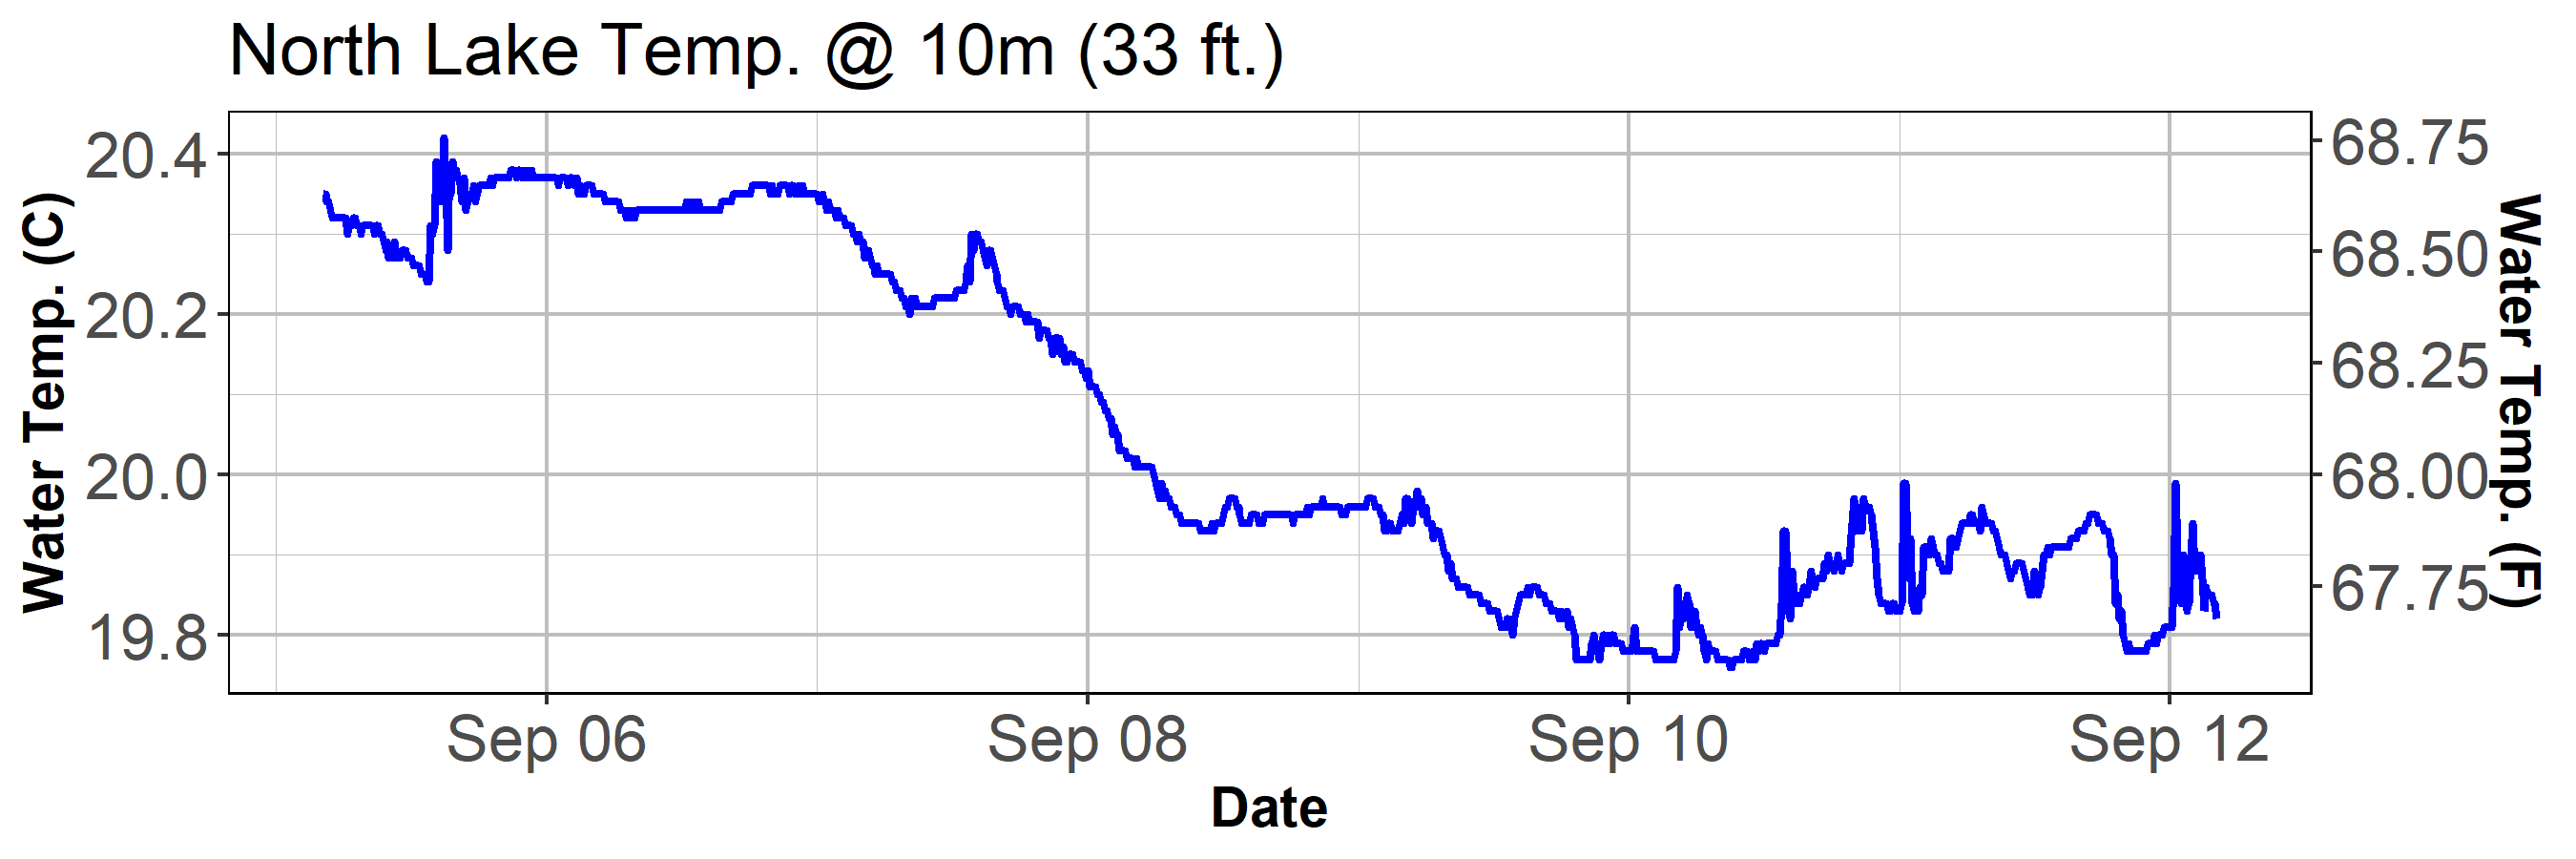 North Lake Temp. @ 10m (33 ft.)
Water Temp. (C)
20.4
20.2
20.0
19.8
68.75
68.50
68.25
68.00
67.75
Water Temp. (F)
Sep 06
Sep 08
Sep 10
Sep 12
Date